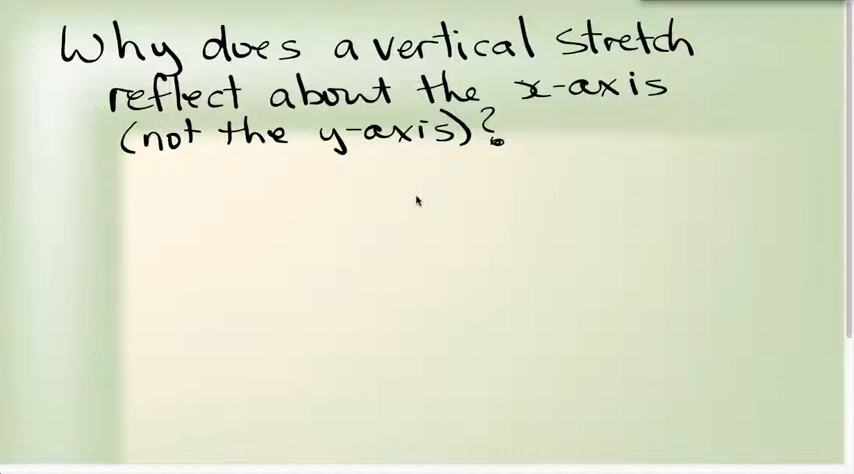 Why does a vertical stretch
reflect about the x-axis
(not the y-axis)?